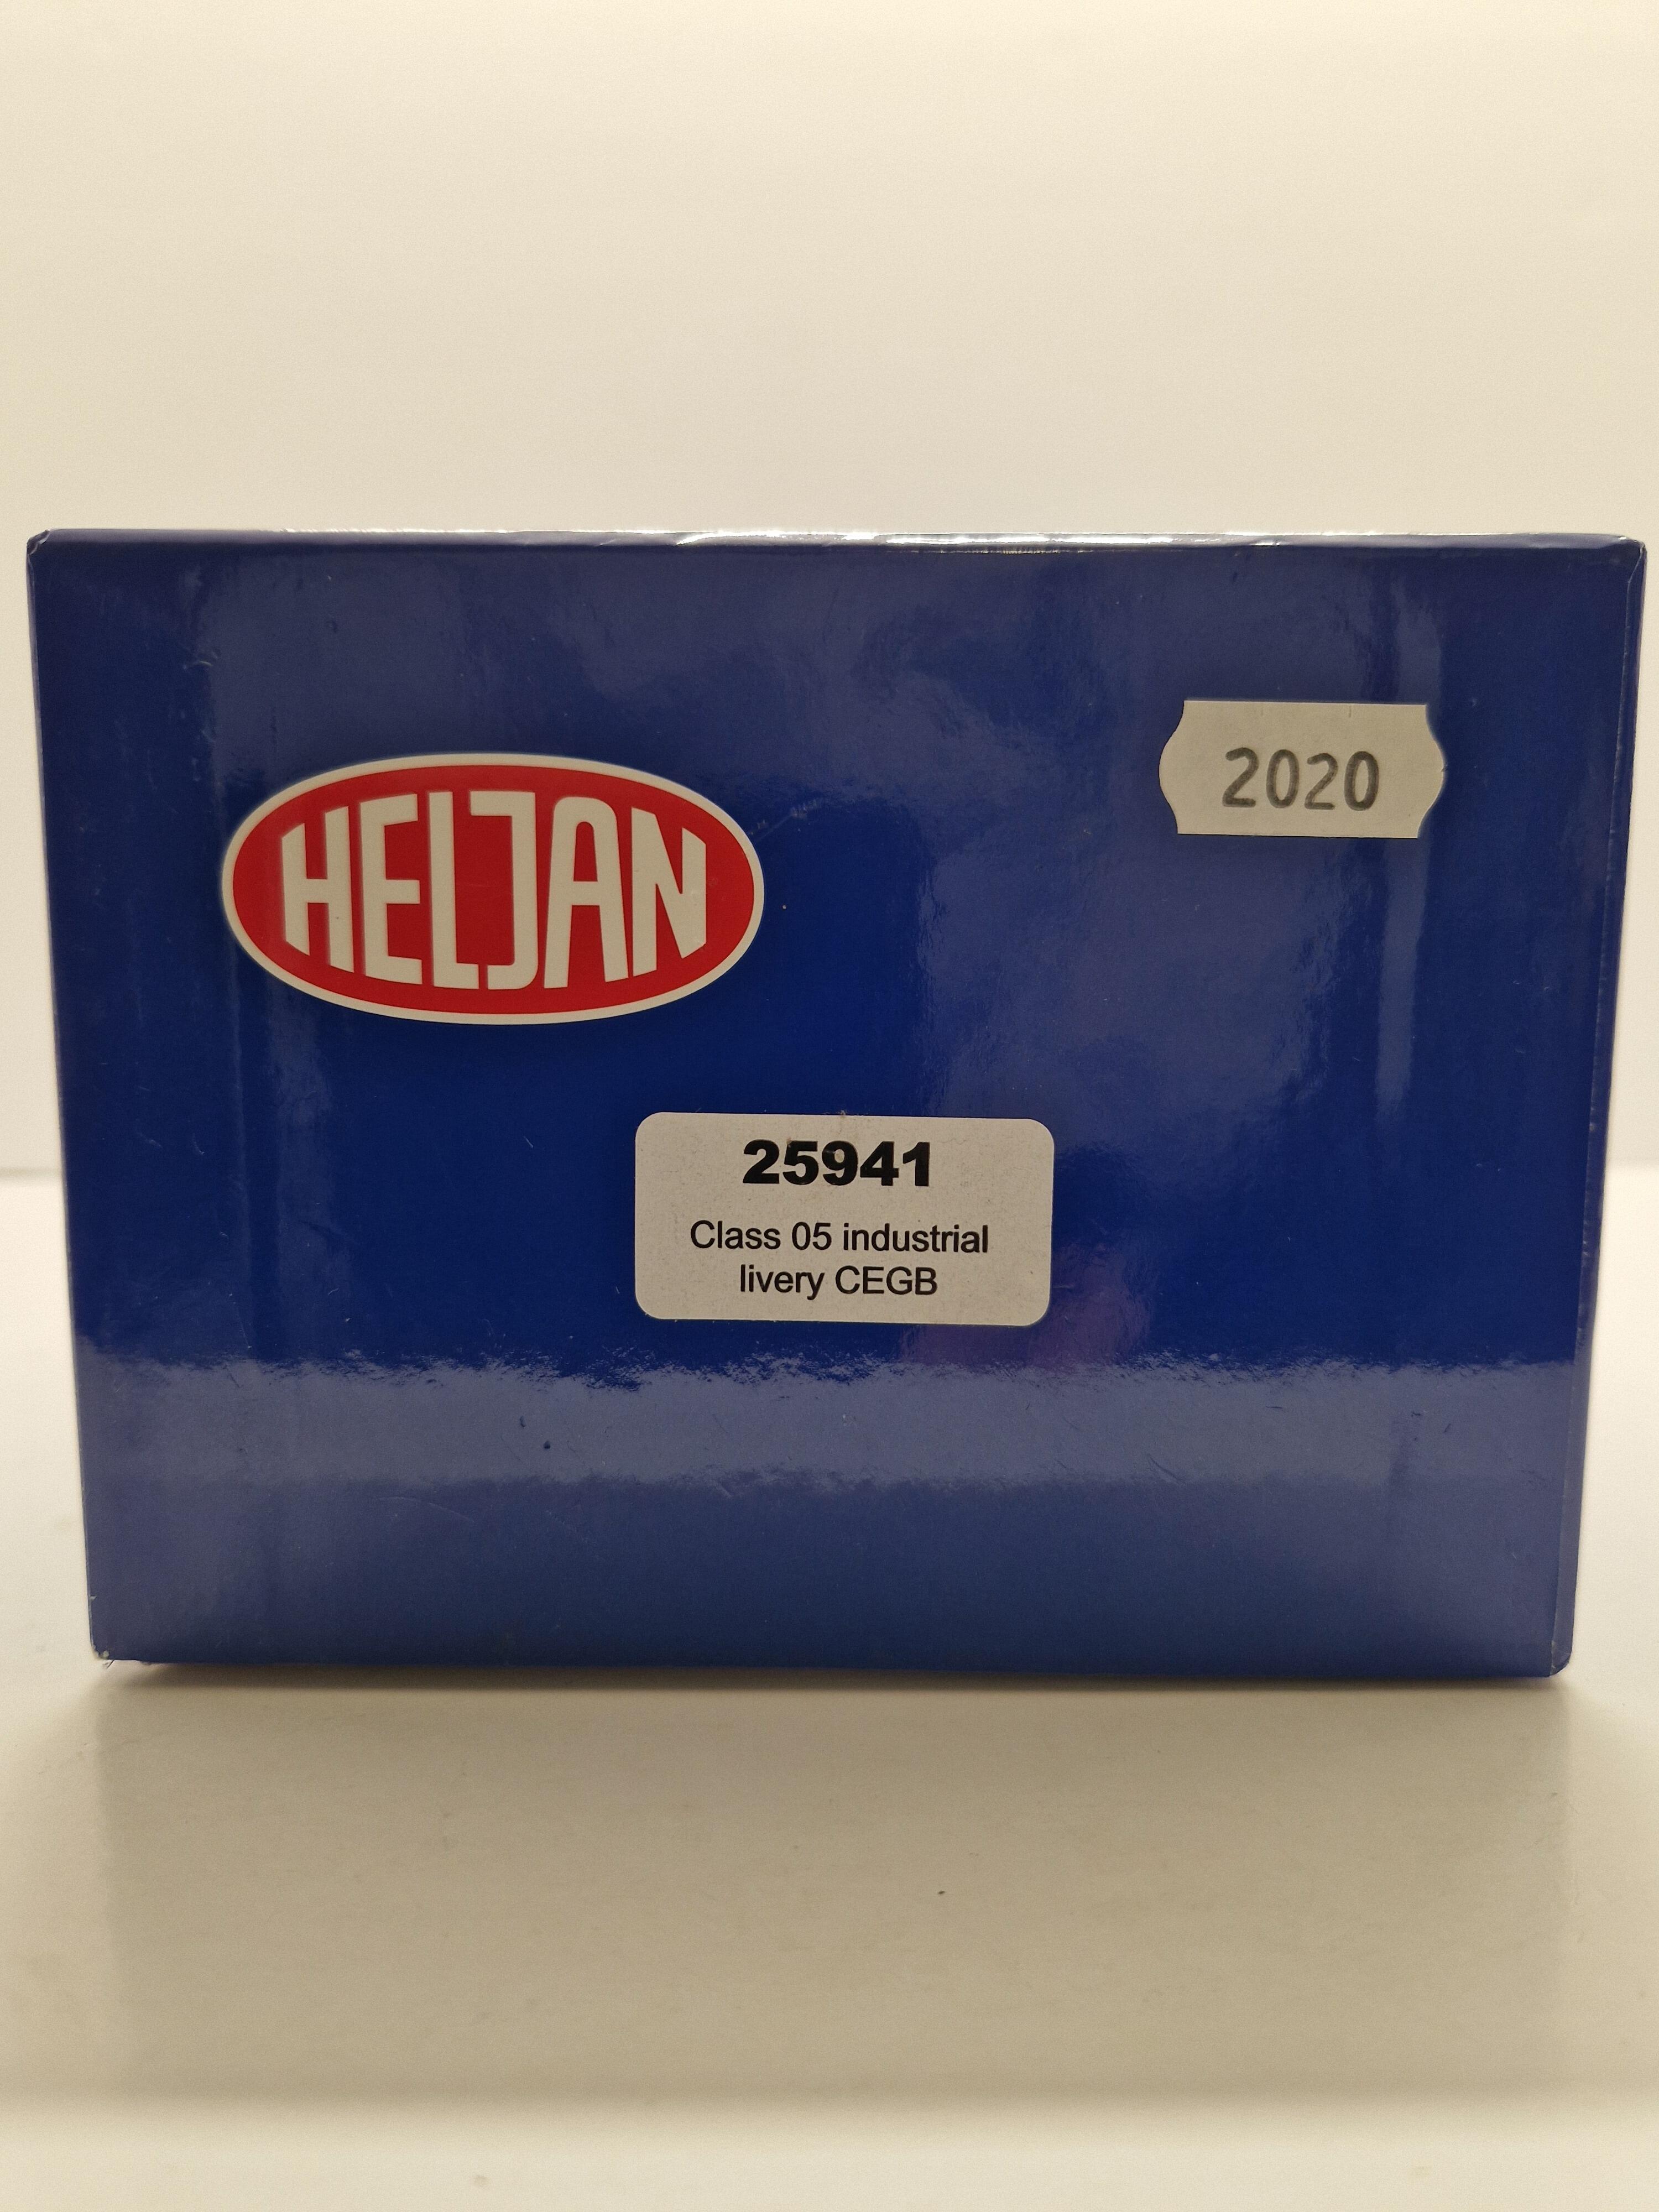 HELJAN
2020
25941
Class 05 industrial
livery CEGB